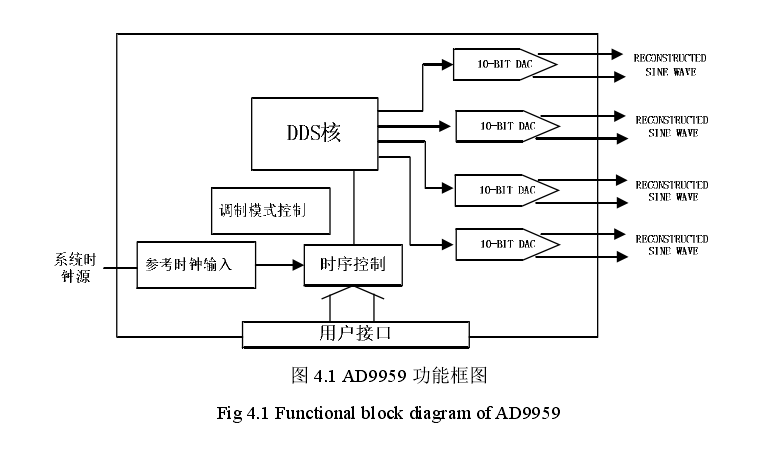 10-BIT DAC
RECONSTRUCTED
SINE WAVE
DDS核
10-BIT DAC
RECONSTRUCTED
SINE WAVE
10-BIT DAC
RECONSTRUCTED
SINE WAVE
调制模式控制
10-BIT DAC
RECONSTRUCTED
SINE WAVE
系统时
钟源
参考时钟输入
时序控制
用户接口
图 4.1 AD9959 功能框图
Fig 4.1 Functional block diagram of AD9959